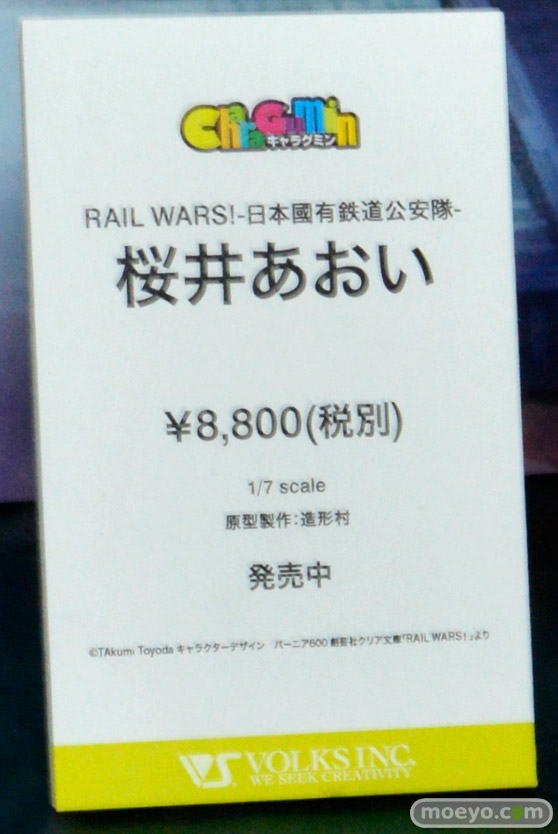 CharaGumin
キャラグミン
RAIL WARS!-日本國有鉄道公安隊-
桜井あおい
¥8,800(税別)
1/7 scale
原型製作:造形村
発売中
©TAkumi Toyoda キャラクターデザイン バーニア600 創芸社クリア文庫「RAIL WARS!」より
VS. VOLKS INC.
WE SEEK CREATIVITY
moeyo.com